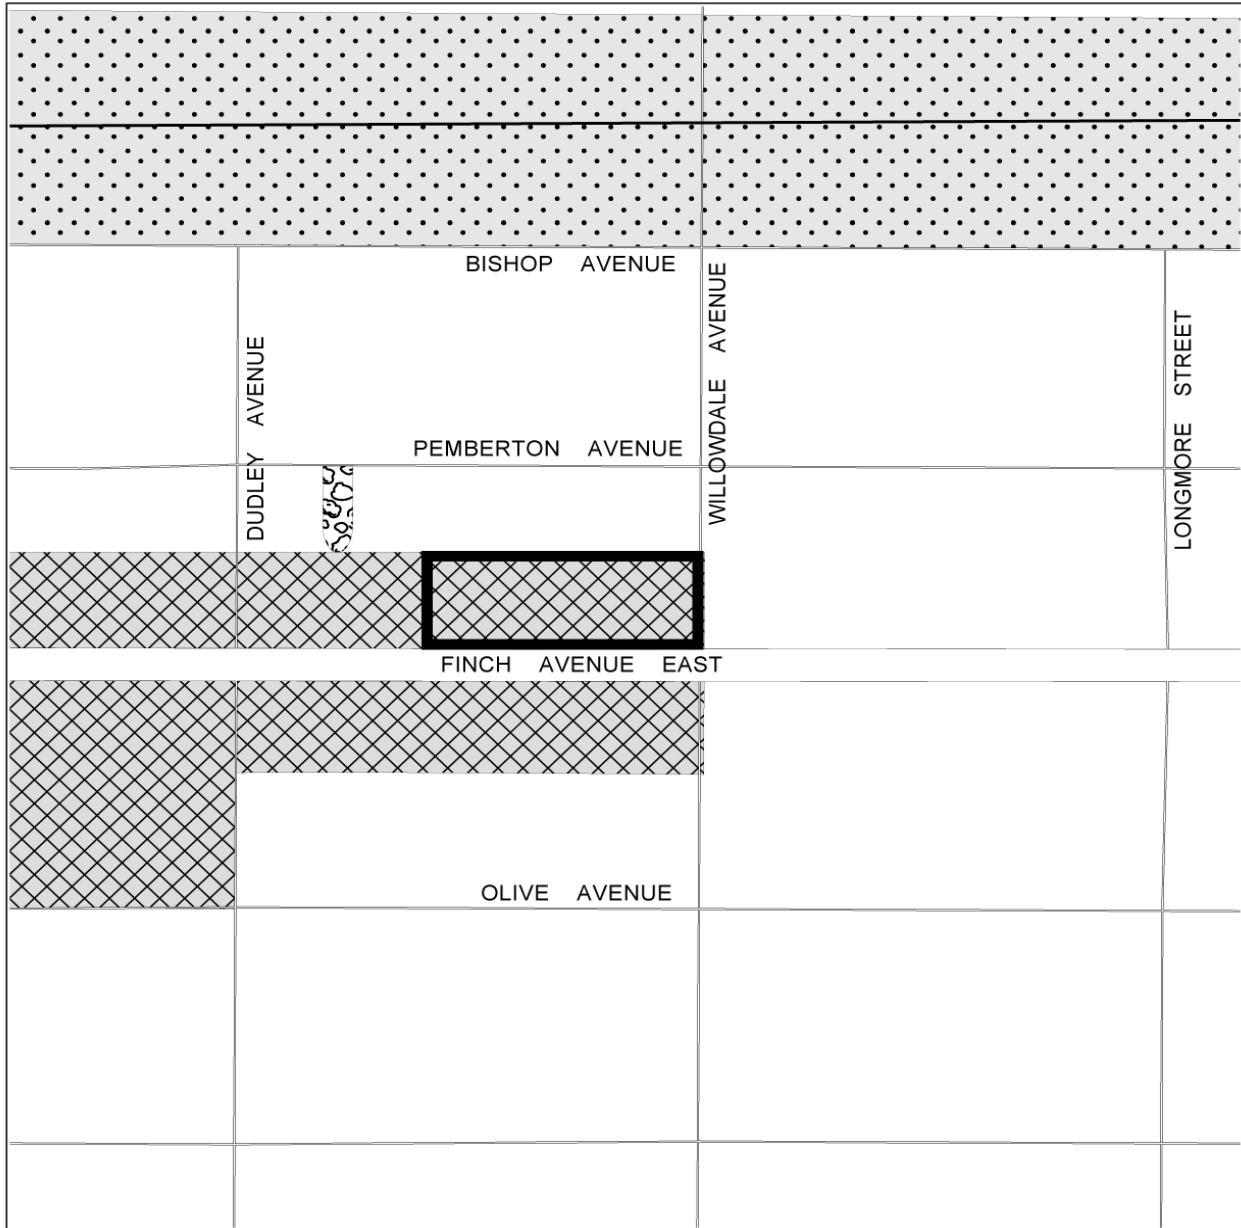 BISHOP AVENUE
WILLOWDALE AVENUE
LONGMORE STREET
DUDLEY AVENUE
PEMBERTON AVENUE
FINCH AVENUE EAST
OLIVE AVENUE